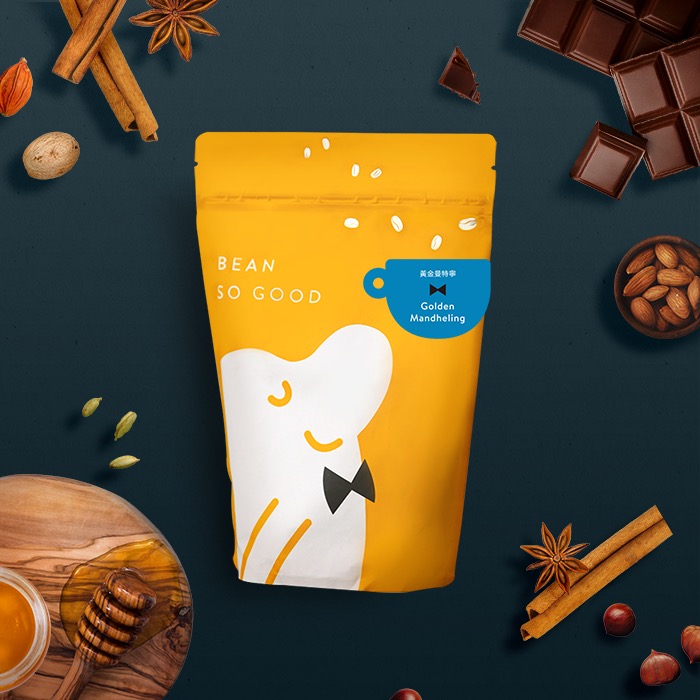 BEAN
SO GOOD
黃金曼特寧
Golden
Mandheling